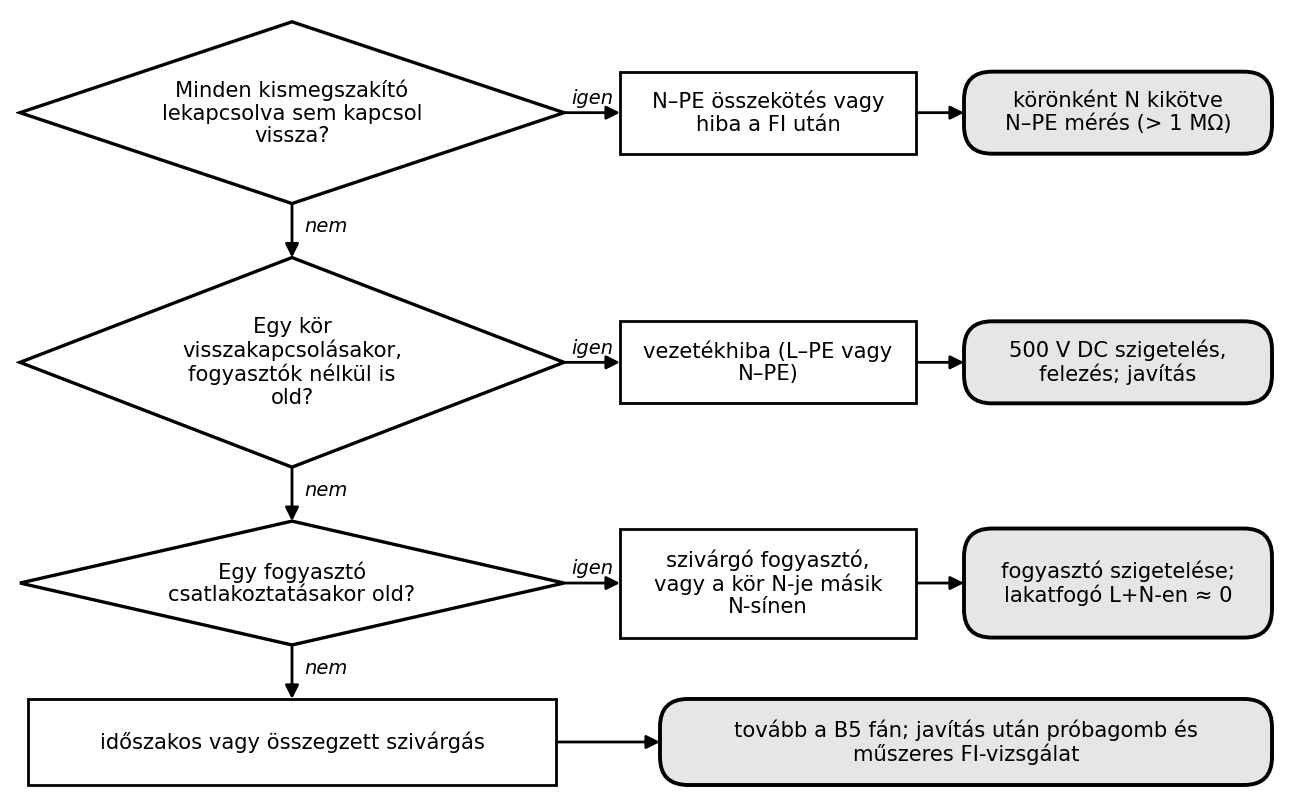 Minden kismegszakító
lekapcsolva sem kapcsol
vissza?
igen
N–PE összekötés vagy
hiba a FI után
körönként N kikötve
N–PE mérés (> 1 MΩ)
nem
Egy kör
visszakapcsolásakor,
fogyasztók nélkül is
old?
igen
vezetékhiba (L–PE vagy
N–PE)
500 V DC szigetelés,
felezés; javítás
nem
Egy fogyasztó
csatlakoztatásakor old?
igen
szivárgó fogyasztó,
vagy a kör N-je másik
N-sínen
fogyasztó szigetelése;
lakatfogó L+N-en ≈ 0
nem
időszakos vagy összegzett szivárgás
tovább a B5 fán; javítás után próbagomb és
műszeres FI-vizsgálat